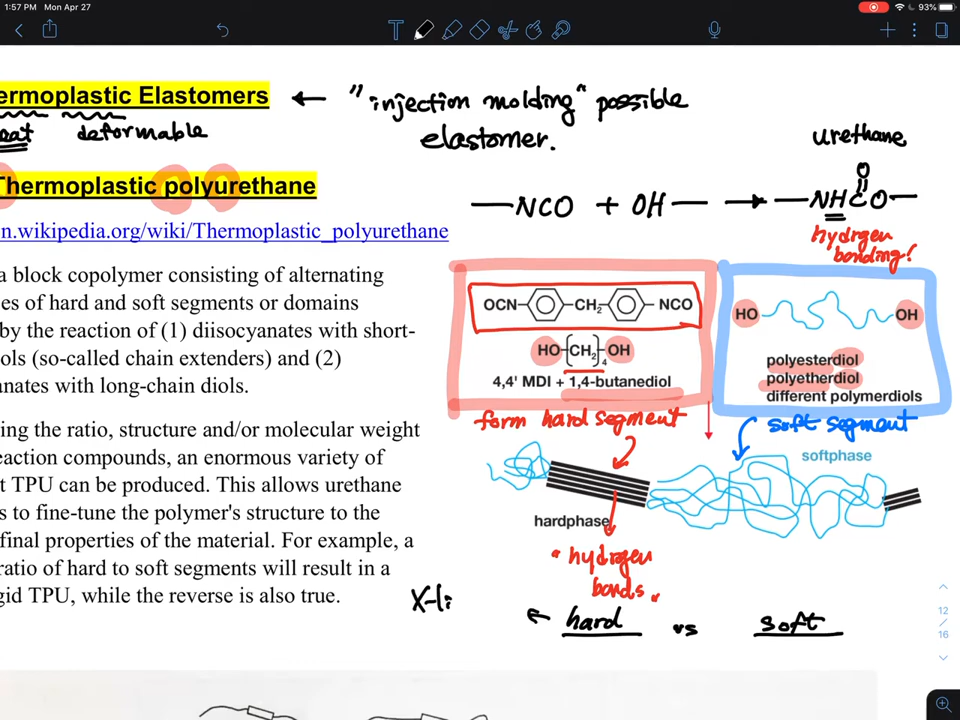 1:57 PM Mon Apr 27
93%
ermoplastic Elastomers ← "injection molding" possible
elastomer.
eat deformable
urethane
Thermoplastic polyurethane
—NCO + OH— → —NHCO—
O
hydrgen
bonding!
n.wikipedia.org/wiki/Thermoplastic_polyurethane
a block copolymer consisting of alternating
es of hard and soft segments or domains
by the reaction of (1) diisocyanates with short-
ols (so-called chain extenders) and (2)
anates with long-chain diols.
OCN CH2 NCO
HO-[CH2]4-OH
4,4' MDI + 1,4-butanediol
form hard segment
HO OH
polyesterdiol
polyetherdiol
different polymerdiols
soft segment
softphase
ing the ratio, structure and/or molecular weight
eaction compounds, an enormous variety of
t TPU can be produced. This allows urethane
s to fine-tune the polymer's structure to the
final properties of the material. For example, a
ratio of hard to soft segments will result in a
gid TPU, while the reverse is also true.
hardphase
"hydrgen
bonds"
X-li
← hard vs soft
12
/
16